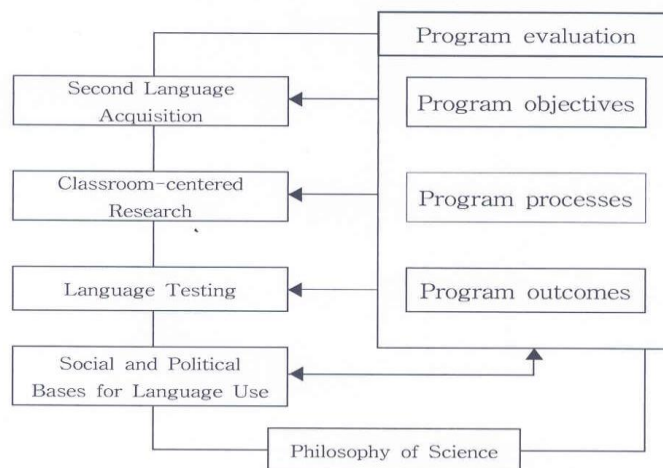 Program evaluation
Second Language
Acquisition
Program objectives
Classroom-centered
Research
Program processes
Language Testing
Program outcomes
Social and Political
Bases for Language Use
Philosophy of Science